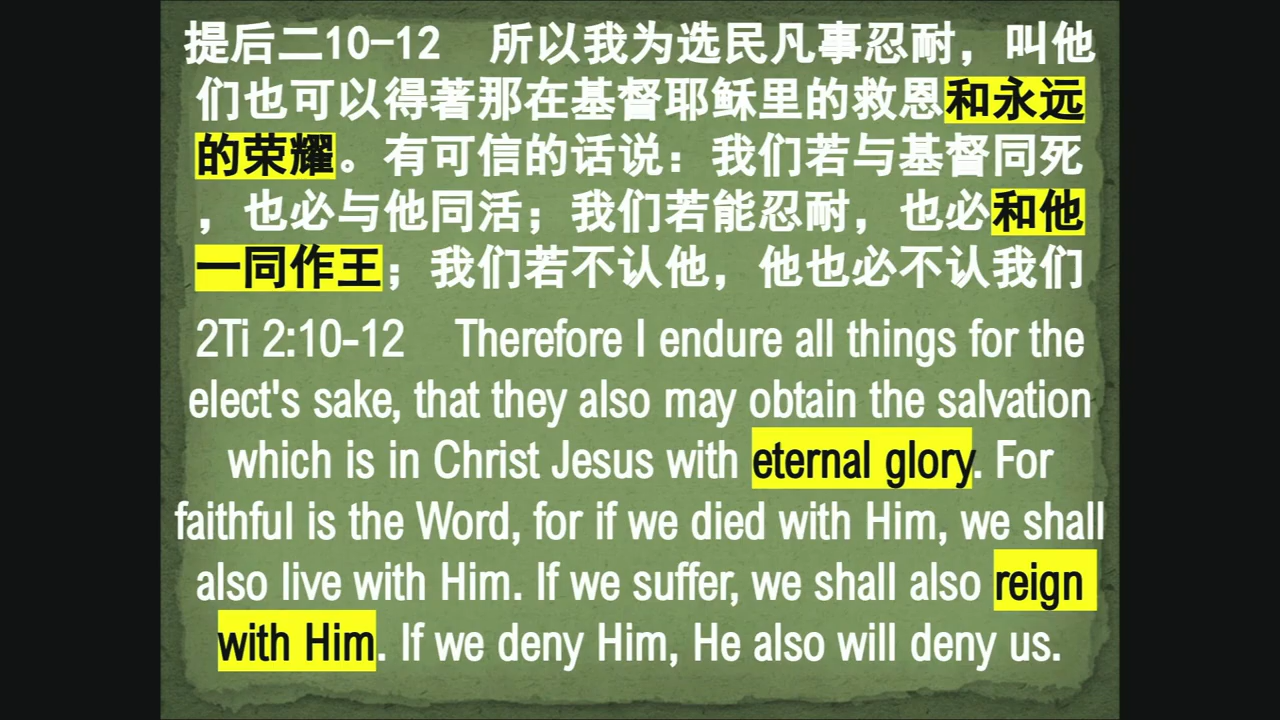 提后二10-12 所以我为选民凡事忍耐，叫他
们也可以得著那在基督耶稣里的救恩和永远
的荣耀。有可信的话说：我们若与基督同死
，也必与他同活；我们若能忍耐，也必和他
一同作王；我们若不认他，他也必不认我们
2Ti 2:10-12 Therefore I endure all things for the
elect's sake, that they also may obtain the salvation
which is in Christ Jesus with eternal glory. For
faithful is the Word, for if we died with Him, we shall
also live with Him. If we suffer, we shall also reign
with Him. If we deny Him, He also will deny us.